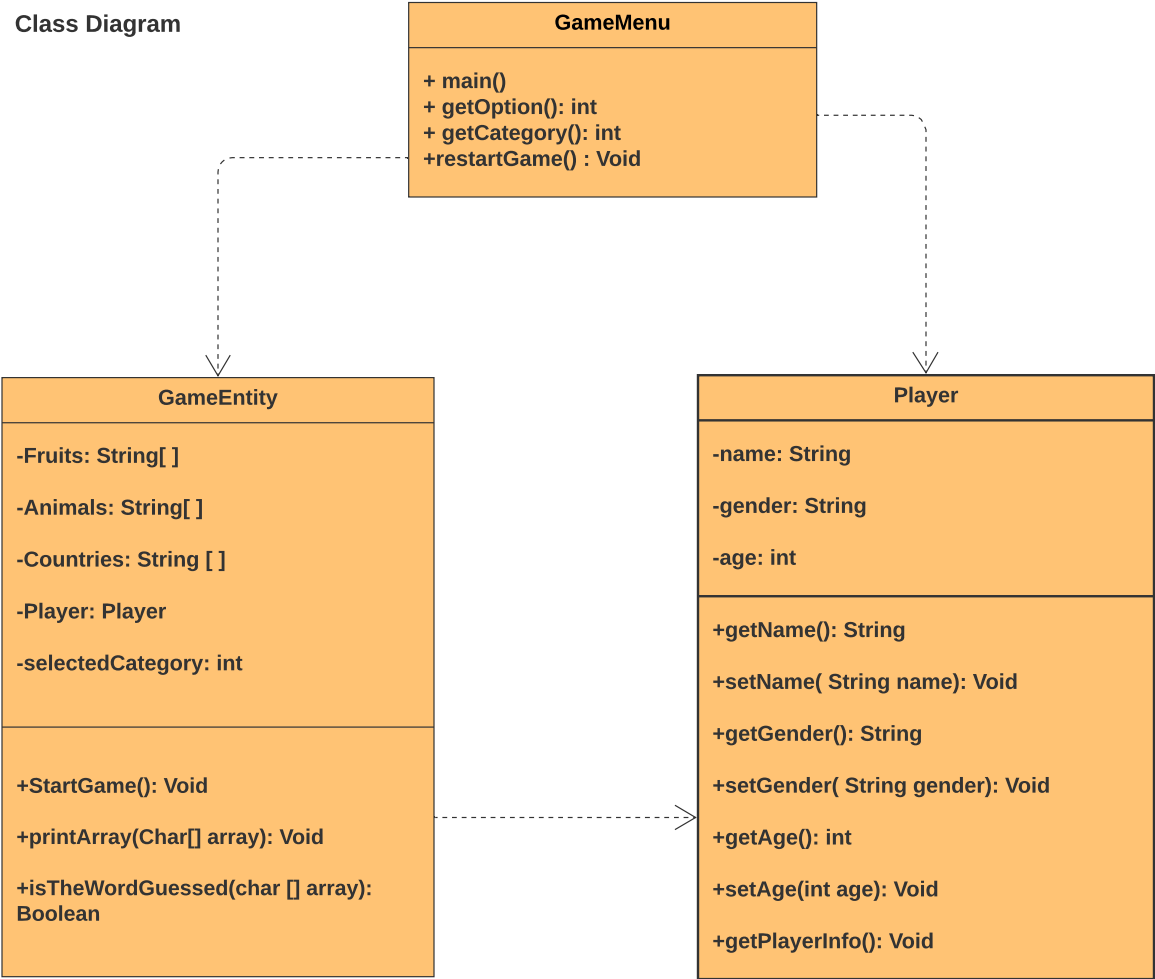 Class Diagram
GameMenu
+ main()
+ getOption(): int
+ getCategory(): int
+restartGame() : Void
GameEntity
-Fruits: String[ ]
-Animals: String[ ]
-Countries: String [ ]
-Player: Player
-selectedCategory: int
+StartGame(): Void
+printArray(Char[] array): Void
+isTheWordGuessed(char [] array):
Boolean
Player
-name: String
-gender: String
-age: int
+getName(): String
+setName( String name): Void
+getGender(): String
+setGender( String gender): Void
+getAge(): int
+setAge(int age): Void
+getPlayerInfo(): Void